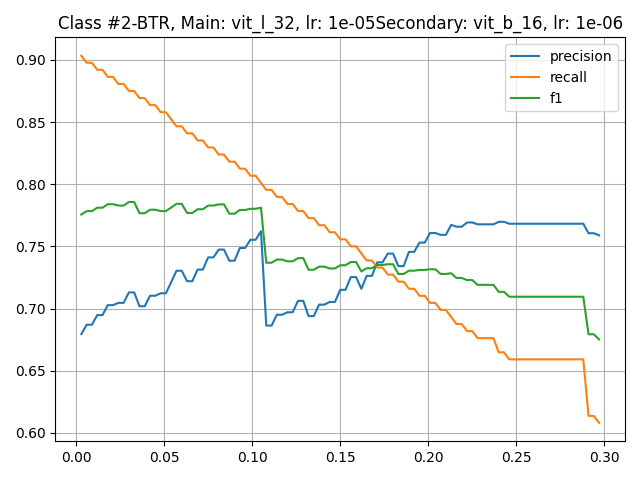 Class #2-BTR, Main: vit_l_32, lr: 1e-05Secondary: vit_b_16, lr: 1e-06
precision
recall
f1
0.90
0.85
0.80
0.75
0.70
0.65
0.60
0.00 0.05 0.10 0.15 0.20 0.25 0.30